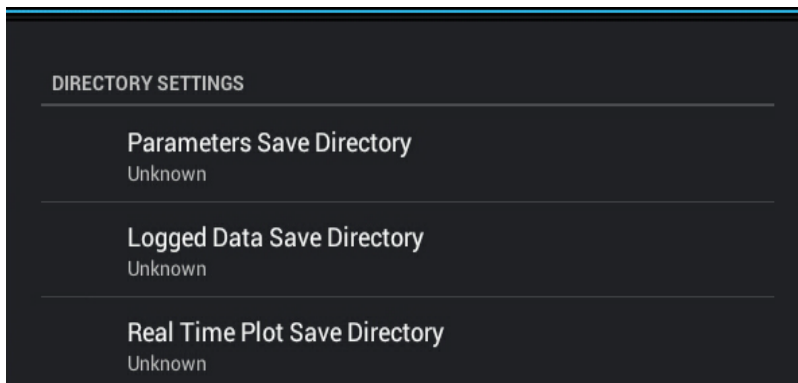 DIRECTORY SETTINGS
Parameters Save Directory
Unknown
Logged Data Save Directory
Unknown
Real Time Plot Save Directory
Unknown